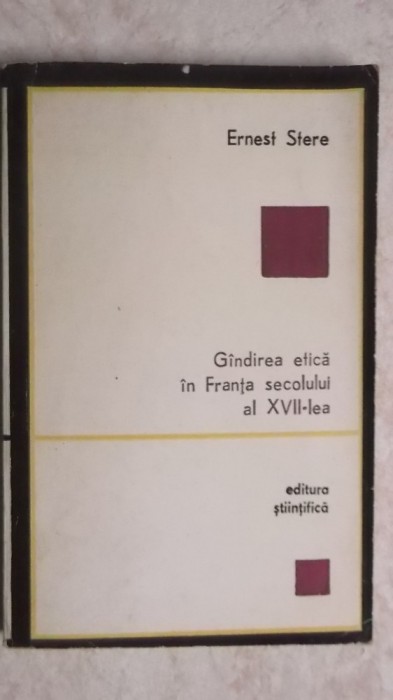 Ernest Stere
Gîndirea etică
în Franța secolului
al XVII-lea
editura
științifică